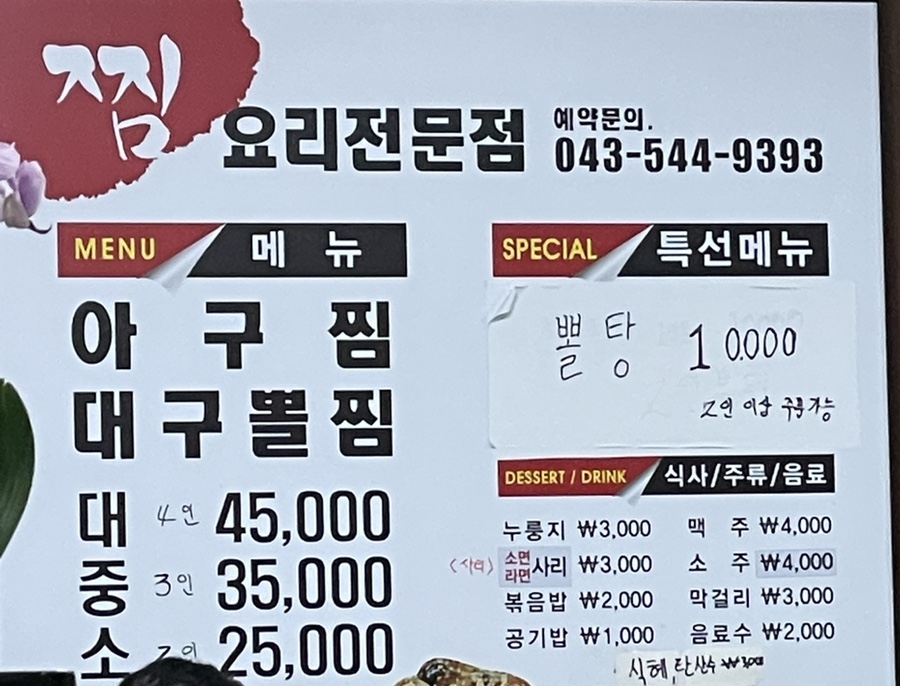 찜
요리전문점
예약문의.
043-544-9393
MENU 메 뉴
아 구 찜
대구뽈찜
대 4인 45,000
중 3인 35,000
소 2인 25,000
SPECIAL 특선메뉴
뽈 탕 10.000
2인 이상 주문가능
DESSERT / DRINK 식사/주류/음료
누룽지 ₩3,000 맥 주 ₩4,000
(사리) 소면 라면 사리 ₩3,000 소 주 ₩4,000
볶음밥 ₩2,000 막걸리 ₩3,000
공기밥 ₩1,000 음료수 ₩2,000
식혜, 탄산수